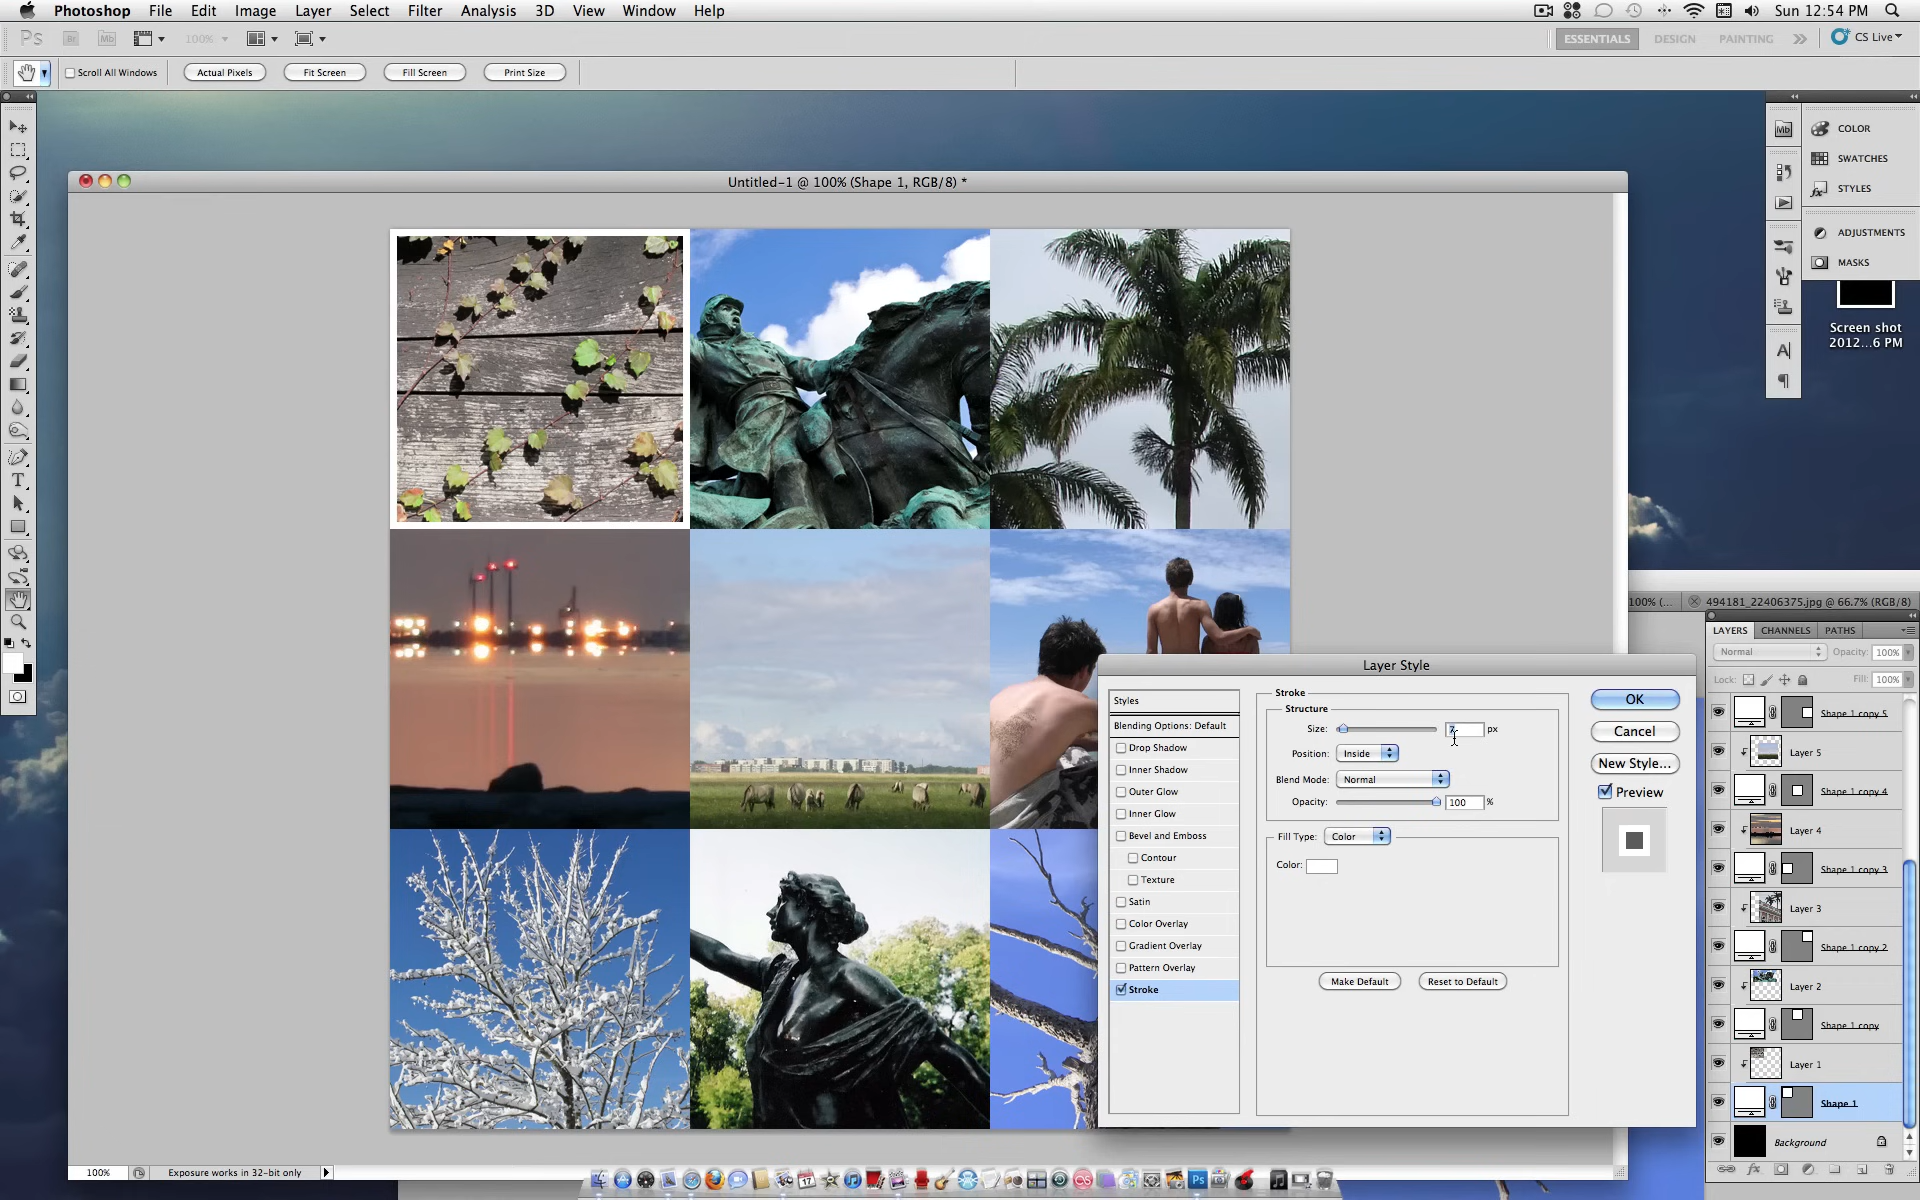 Photoshop File Edit Image Layer Select Filter Analysis 3D View Window Help
Sun 12:54 PM
Ps Br Mb 100% ESSENTIALS DESIGN PAINTING CS Live
Scroll All Windows Actual Pixels Fit Screen Fill Screen Print Size
Mb COLOR
SWATCHES
STYLES
ADJUSTMENTS
MASKS
Screen shot
2012...6 PM
Untitled-1 @ 100% (Shape 1, RGB/8) *
100% (... 494181_22406375.jpg @ 66.7% (RGB/8)
LAYERS CHANNELS PATHS
Normal Opacity: 100%
Lock: Fill: 100%
Shape 1 copy 5
Layer 5
Shape 1 copy 4
Layer 4
Shape 1 copy 3
Layer 3
Shape 1 copy 2
Layer 2
Shape 1 copy
Layer 1
Shape 1
Background
Layer Style
Styles
Blending Options: Default
Drop Shadow
Inner Shadow
Outer Glow
Inner Glow
Bevel and Emboss
Contour
Texture
Satin
Color Overlay
Gradient Overlay
Pattern Overlay
Stroke
Stroke
Structure
Size: 7 px
Position: Inside
Blend Mode: Normal
Opacity: 100 %
Fill Type: Color
Color:
Make Default Reset to Default
OK
Cancel
New Style...
Preview
100% Exposure works in 32-bit only
17
Ps